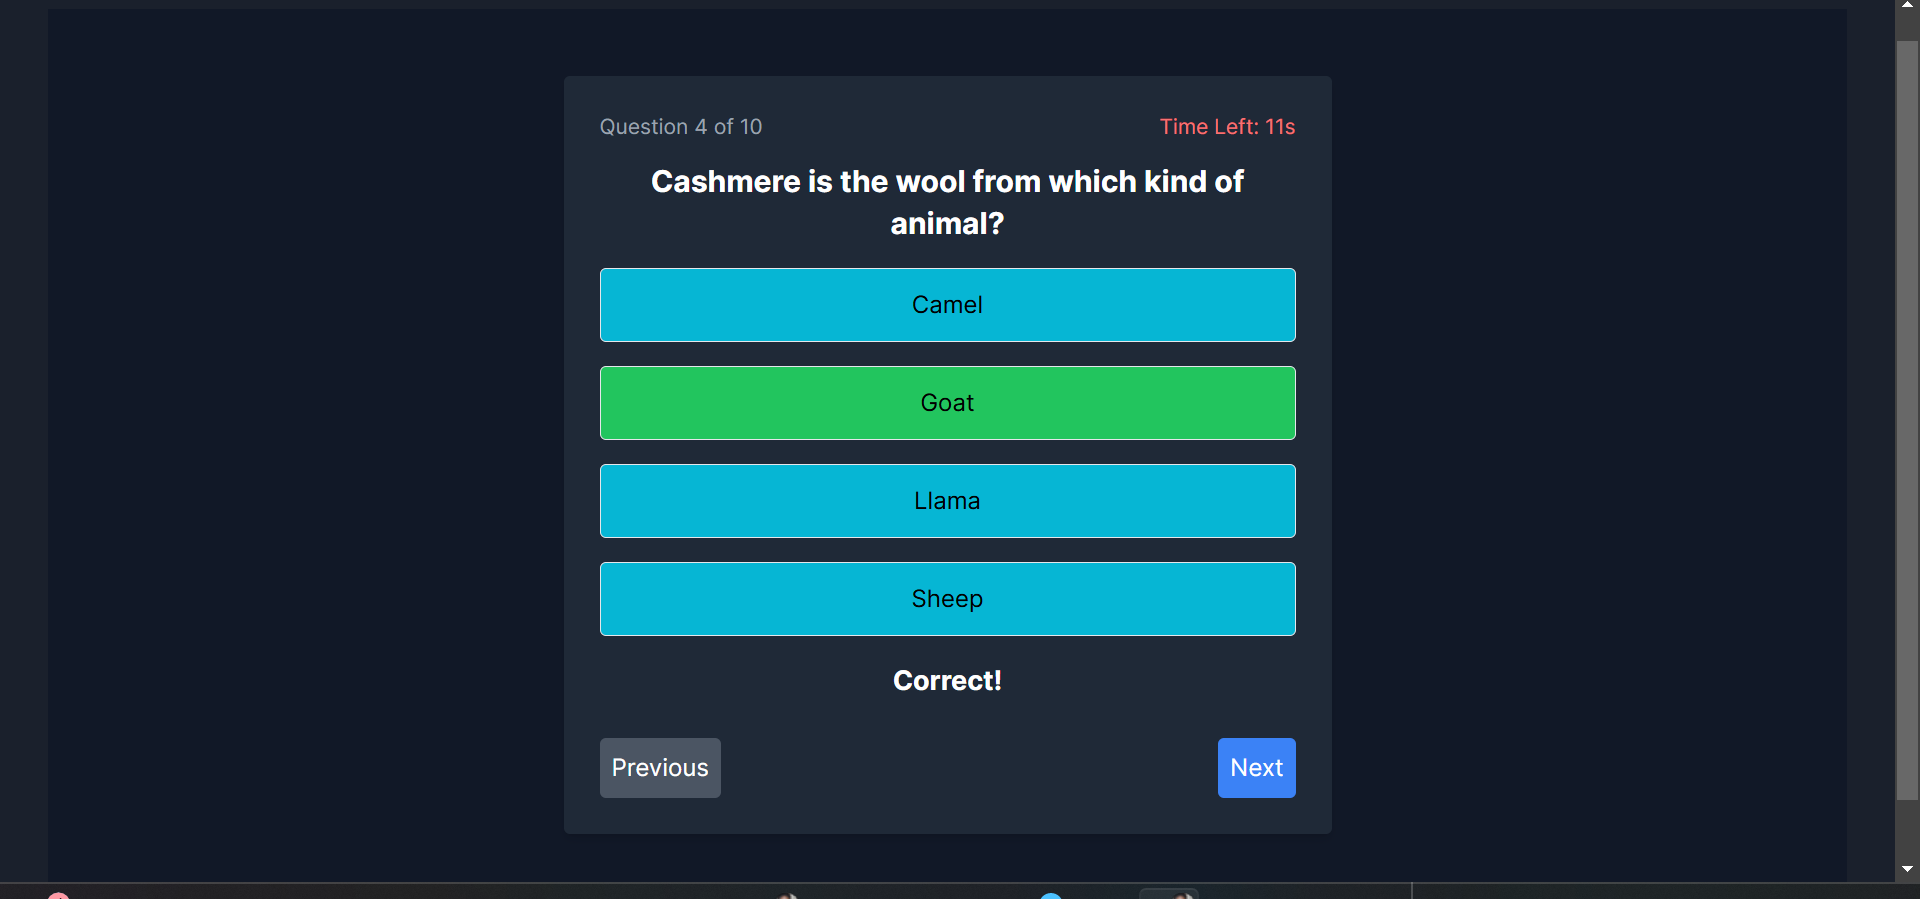 Question 4 of 10
Time Left: 11s
Cashmere is the wool from which kind of
animal?
Camel
Goat
Llama
Sheep
Correct!
Previous
Next